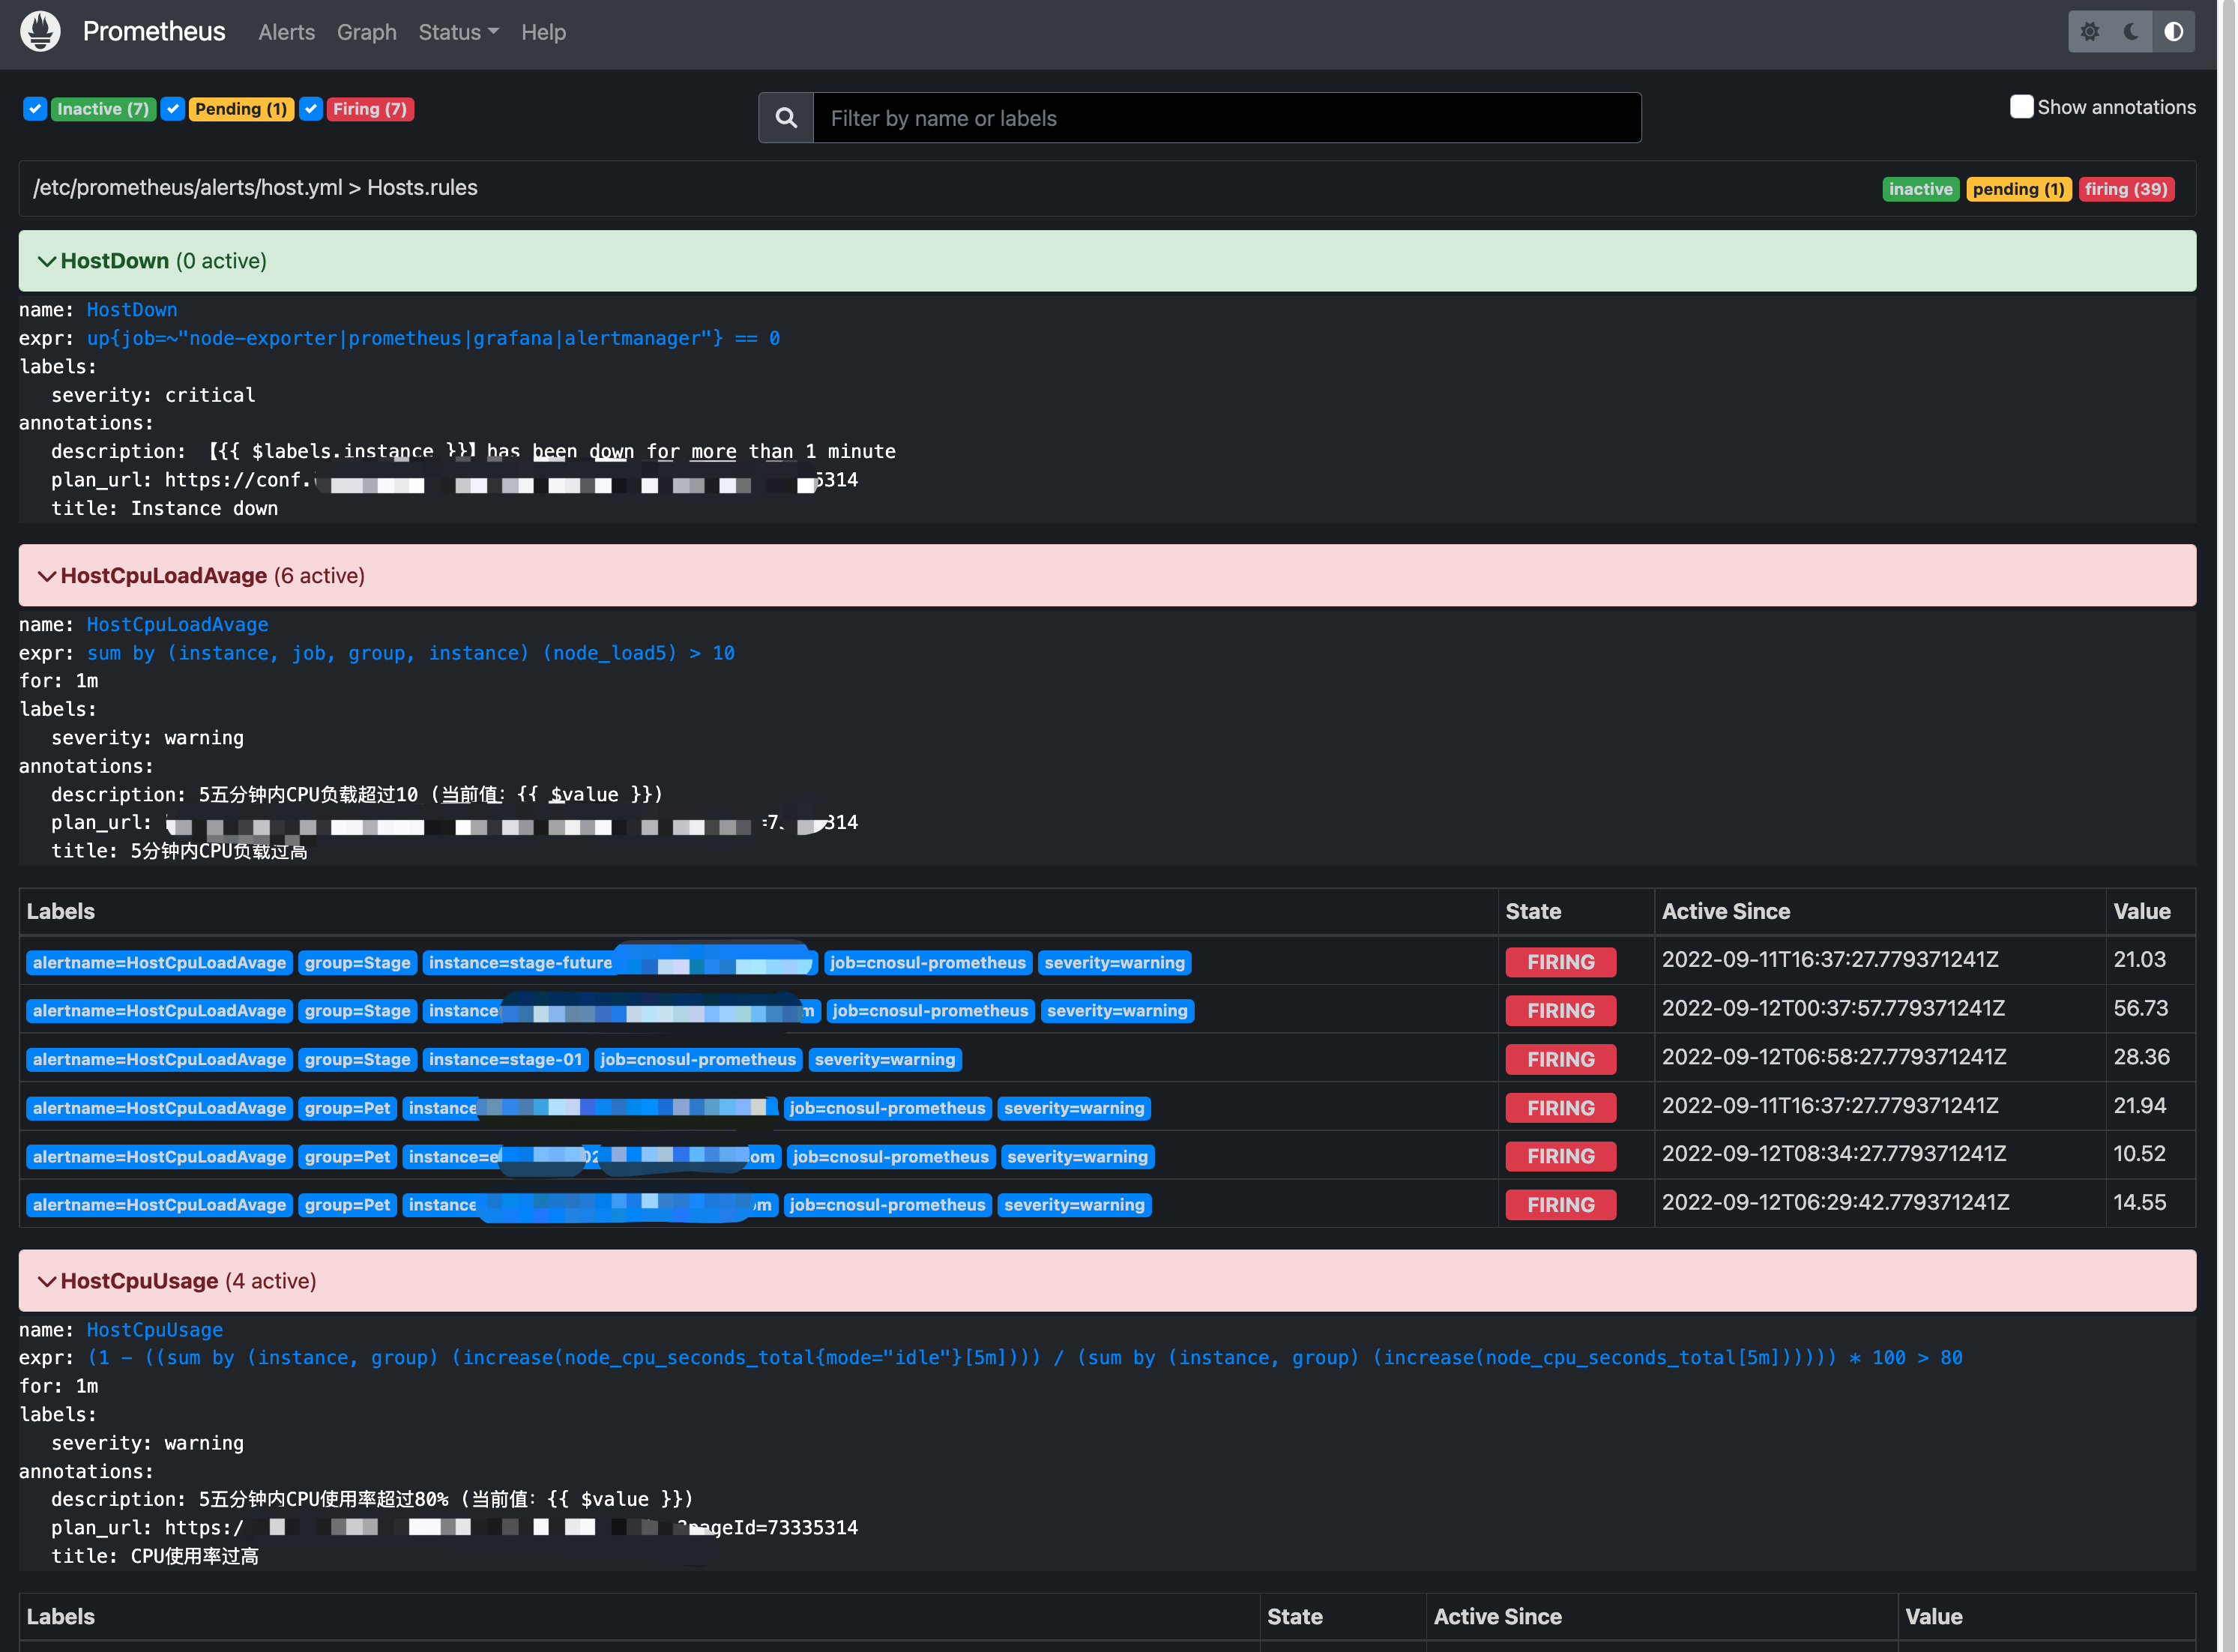 Prometheus Alerts Graph Status Help
Inactive (7) Pending (1) Firing (7) Filter by name or labels Show annotations
/etc/prometheus/alerts/host.yml > Hosts.rules inactive pending (1) firing (39)
HostDown (0 active)
name: HostDown
expr: up{job=~"node-exporter|prometheus|grafana|alertmanager"} == 0
labels:
severity: critical
annotations:
description: 【{{ $labels.instance }}】has been down for more than 1 minute
plan_url: https://conf. 5314
title: Instance down
HostCpuLoadAvage (6 active)
name: HostCpuLoadAvage
expr: sum by (instance, job, group, instance) (node_load5) > 10
for: 1m
labels:
severity: warning
annotations:
description: 5五分钟内CPU负载超过10 (当前值: {{ $value }})
plan_url: =7 314
title: 5分钟内CPU负载过高
Labels State Active Since Value
alertname=HostCpuLoadAvage group=Stage instance=stage-future job=cnosul-prometheus severity=warning FIRING 2022-09-11T16:37:27.779371241Z 21.03
alertname=HostCpuLoadAvage group=Stage instance m job=cnosul-prometheus severity=warning FIRING 2022-09-12T00:37:57.779371241Z 56.73
alertname=HostCpuLoadAvage group=Stage instance=stage-01 job=cnosul-prometheus severity=warning FIRING 2022-09-12T06:58:27.779371241Z 28.36
alertname=HostCpuLoadAvage group=Pet instance job=cnosul-prometheus severity=warning FIRING 2022-09-11T16:37:27.779371241Z 21.94
alertname=HostCpuLoadAvage group=Pet instance=e om job=cnosul-prometheus severity=warning FIRING 2022-09-12T08:34:27.779371241Z 10.52
alertname=HostCpuLoadAvage group=Pet instance m job=cnosul-prometheus severity=warning FIRING 2022-09-12T06:29:42.779371241Z 14.55
HostCpuUsage (4 active)
name: HostCpuUsage
expr: (1 - ((sum by (instance, group) (increase(node_cpu_seconds_total{mode="idle"}[5m]))) / (sum by (instance, group) (increase(node_cpu_seconds_total[5m]))))) * 100 > 80
for: 1m
labels:
severity: warning
annotations:
description: 5五分钟内CPU使用率超过80% (当前值: {{ $value }})
plan_url: https:/ ?pageId=73335314
title: CPU使用率过高
Labels State Active Since Value